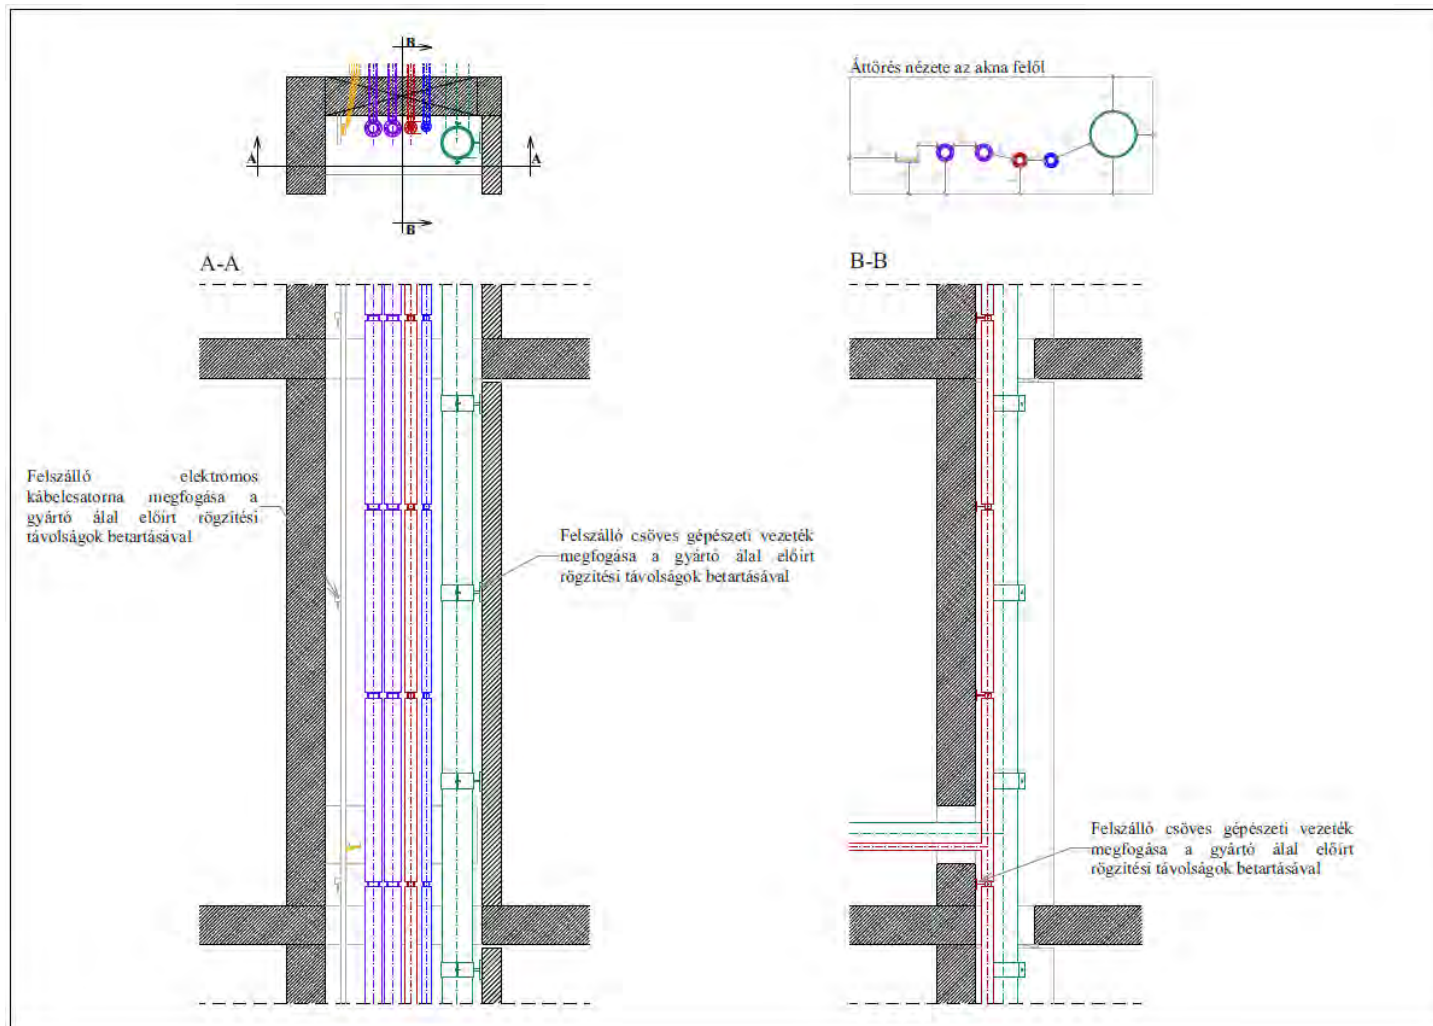 B
Áttörés nézete az akna felől
A
A
B
A-A
B-B
Felszálló elektromos
kábelcsatorna megfogása a
gyártó álal előírt rögzítési
távolságok betartásával
Felszálló csöves gépészeti vezeték
megfogása a gyártó álal előírt
rögzítési távolságok betartásával
Felszálló csöves gépészeti vezeték
megfogása a gyártó álal előírt
rögzítési távolságok betartásával